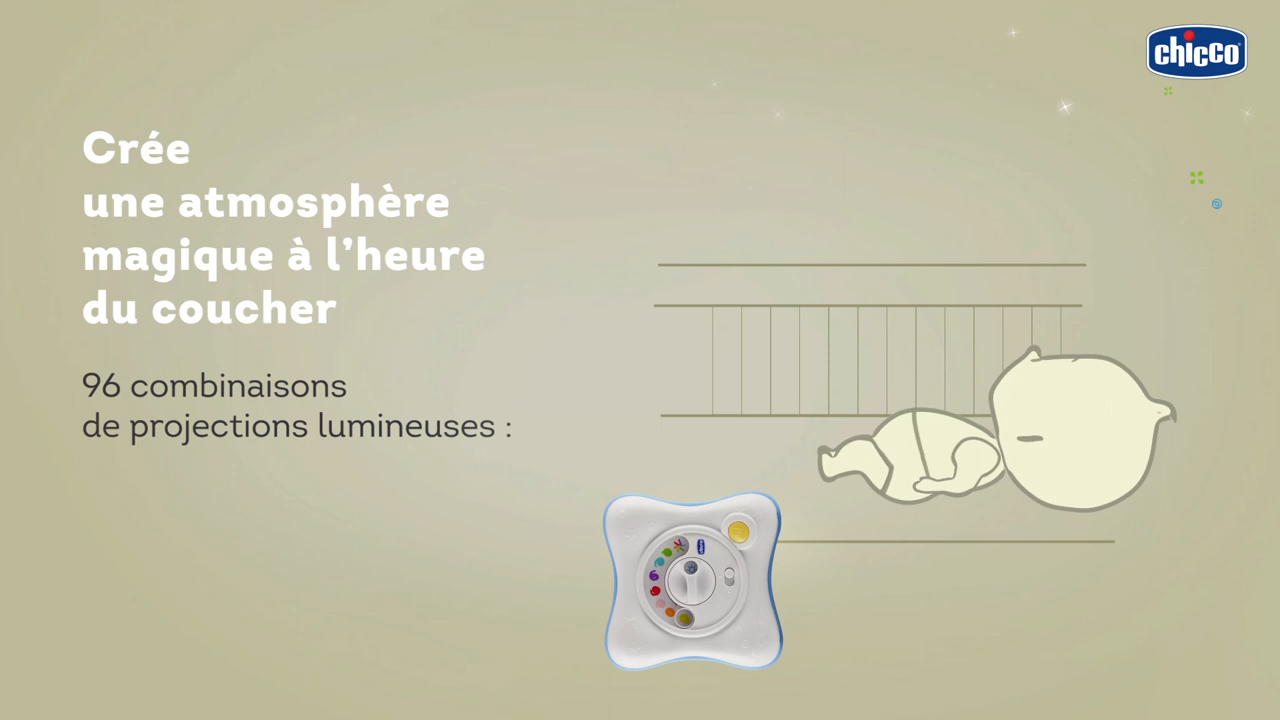 chicco
Crée
une atmosphère
magique à l’heure
du coucher
96 combinaisons
de projections lumineuses :